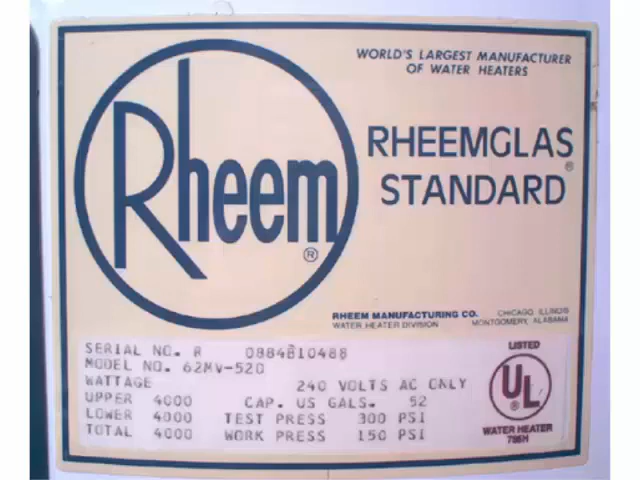 WORLD'S LARGEST MANUFACTURER
OF WATER HEATERS
Rheem®
RHEEMGLAS®
STANDARD
RHEEM MANUFACTURING CO. CHICAGO, ILLINOIS
WATER HEATER DIVISION MONTGOMERY, ALABAMA
SERIAL NO. R 0884B10488
MODEL NO. 62MV-52D
WATTAGE 240 VOLTS AC ONLY
UPPER 4000 CAP. US GALS. 52
LOWER 4000 TEST PRESS 300 PSI
TOTAL 4000 WORK PRESS 150 PSI
LISTED
UL®
WATER HEATER